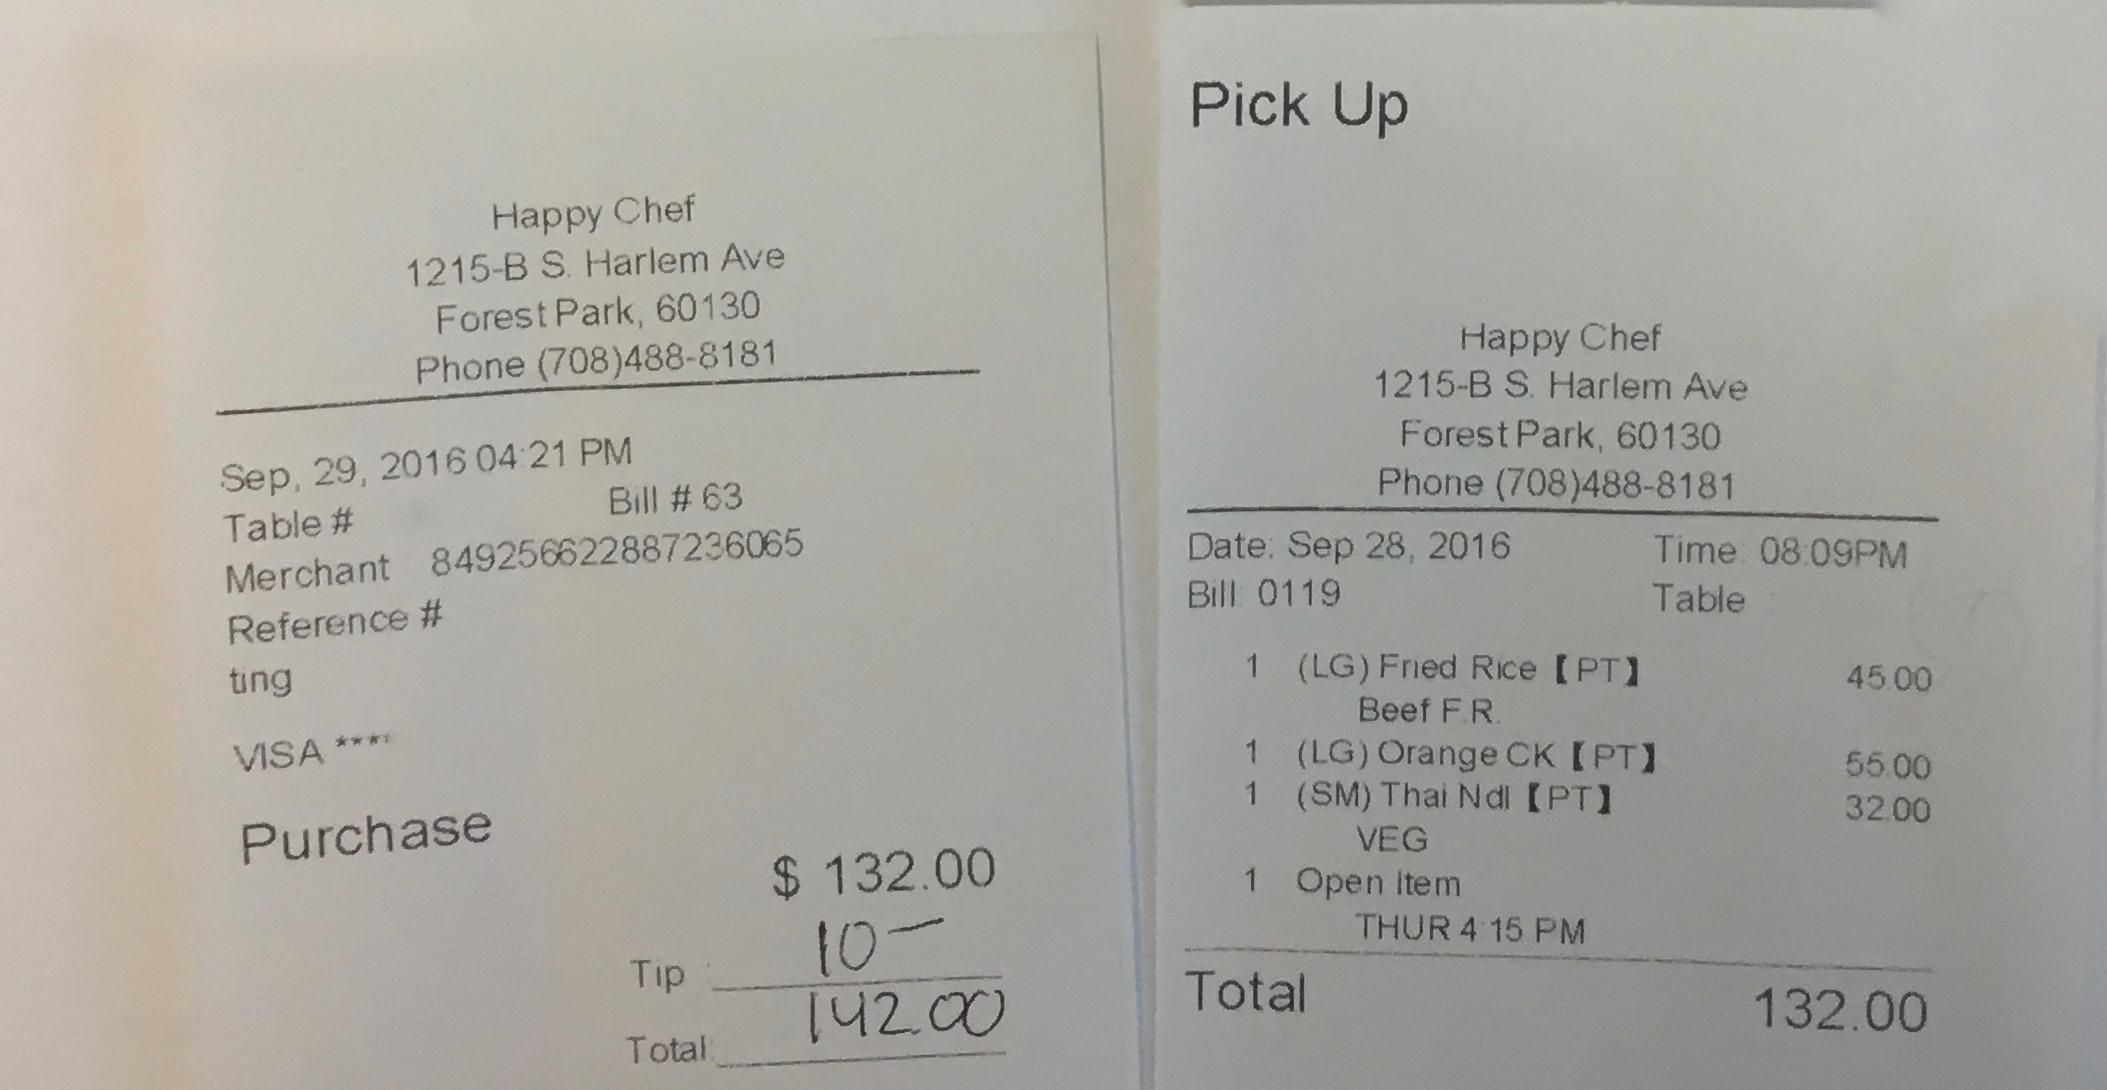 Happy Chef
1215-B S. Harlem Ave
Forest Park, 60130
Phone (708)488-8181
Sep, 29, 2016 04:21 PM
Table # Bill # 63
Merchant 849256622887236065
Reference #
ting
VISA ****
Purchase
$ 132.00
Tip : 10—
Total: 142.00
Pick Up
Happy Chef
1215-B S. Harlem Ave
Forest Park, 60130
Phone (708)488-8181
Date: Sep 28, 2016 Time: 08:09PM
Bill: 0119 Table
1 (LG) Fried Rice【PT】 45.00
Beef F.R.
1 (LG) Orange CK【PT】 55.00
1 (SM) Thai Ndl【PT】 32.00
VEG
1 Open Item
THUR 4:15 PM
Total 132.00